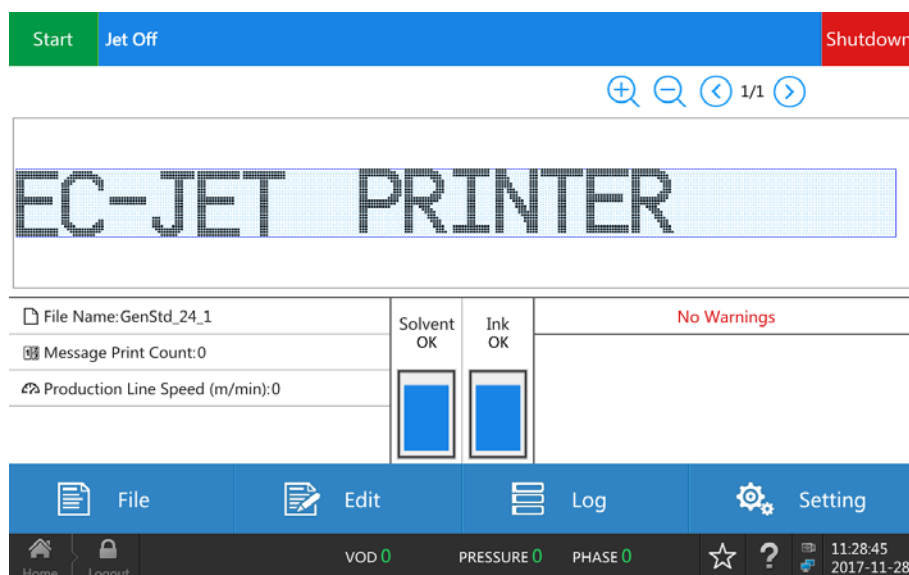 Start Jet Off Shutdown
1/1
EC-JET PRINTER
File Name:GenStd_24_1
Message Print Count:0
Production Line Speed (m/min):0
Solvent
OK
Ink
OK
No Warnings
File Edit Log Setting
Home Logout VOD 0 PRESSURE 0 PHASE 0 ? 11:28:45
2017-11-28